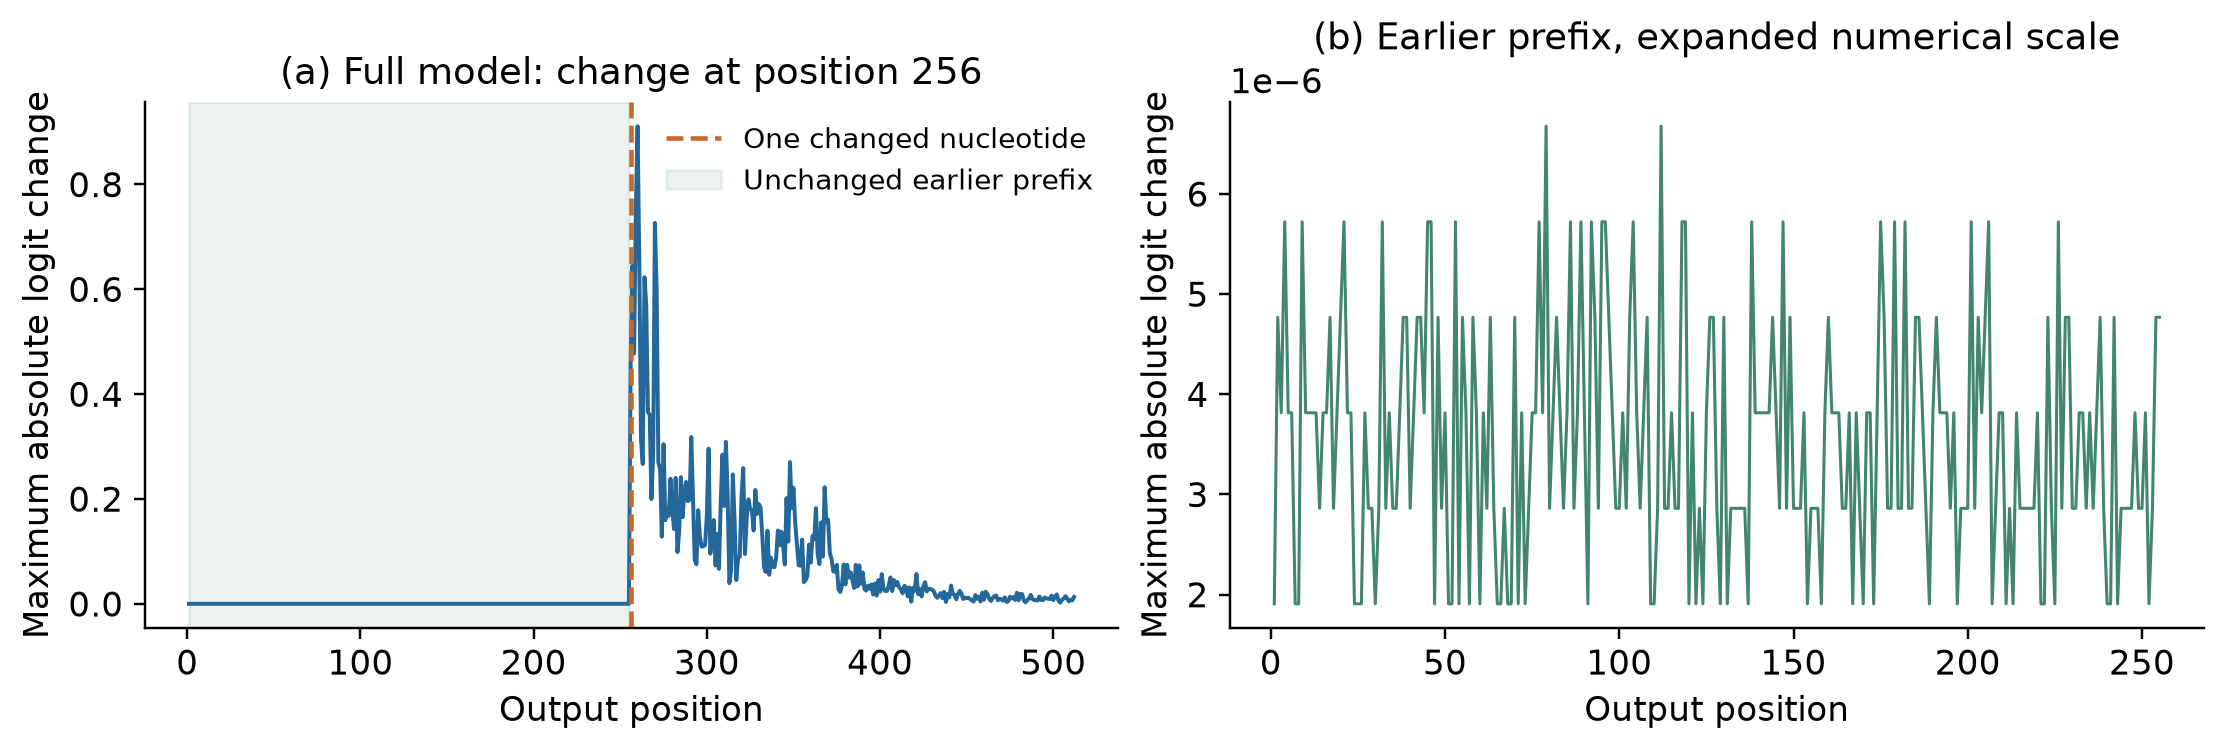 (a) Full model: change at position 256
Maximum absolute logit change
0.8
0.6
0.4
0.2
0.0
One changed nucleotide
Unchanged earlier prefix
0 100 200 300 400 500
Output position
(b) Earlier prefix, expanded numerical scale
1e−6
Maximum absolute logit change
6
5
4
3
2
0 50 100 150 200 250
Output position